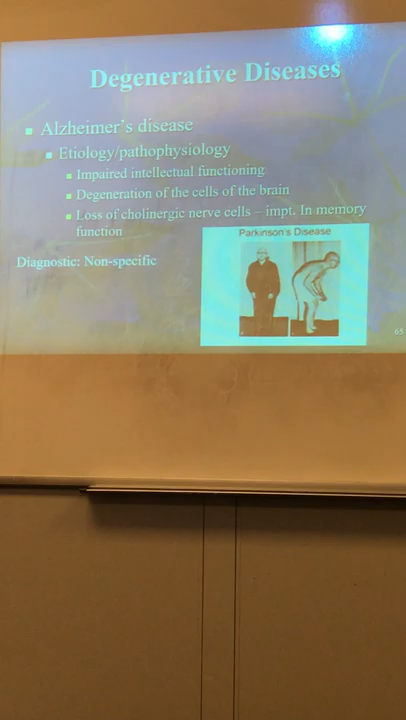 Degenerative Diseases
Alzheimer's disease
Etiology/pathophysiology
Impaired intellectual functioning
Degeneration of the cells of the brain
Loss of cholinergic nerve cells – impt. In memory
function
Parkinson's Disease
Diagnostic: Non-specific
65